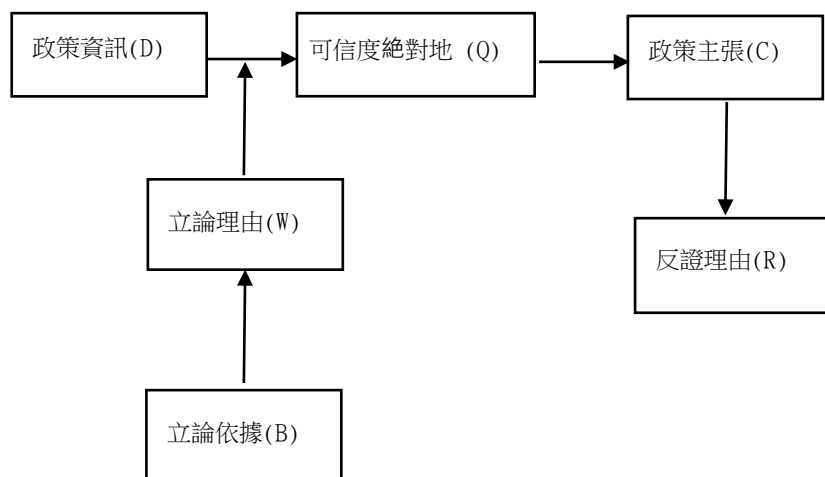 政策資訊(D)
可信度絕對地 (Q)
政策主張(C)
立論理由(W)
反證理由(R)
立論依據(B)